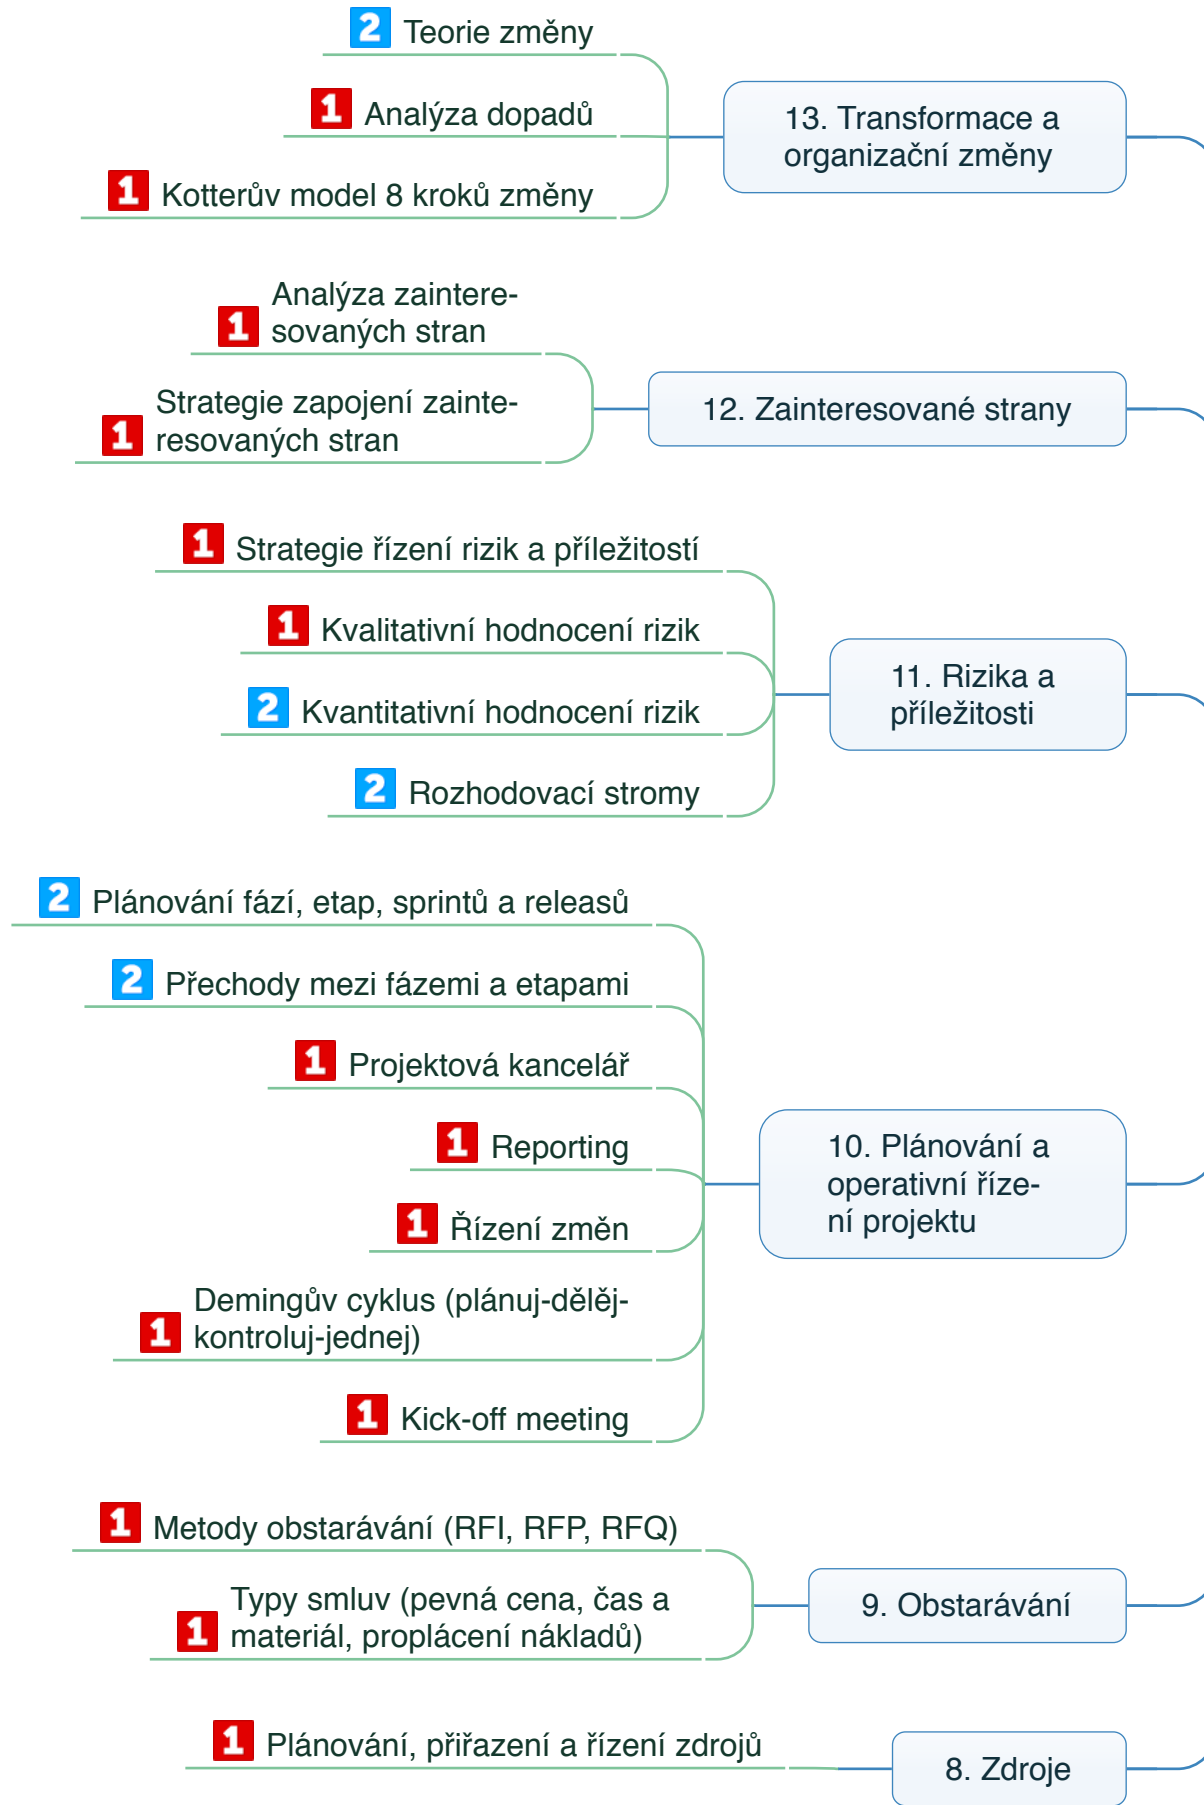 2 Teorie změny
1 Analýza dopadů
1 Kotterův model 8 kroků změny
13. Transformace a
organizační změny
Analýza zaintere-
1 sovaných stran
Strategie zapojení zainte-
1 resovaných stran
12. Zainteresované strany
1 Strategie řízení rizik a příležitostí
1 Kvalitativní hodnocení rizik
2 Kvantitativní hodnocení rizik
2 Rozhodovací stromy
11. Rizika a
příležitosti
2 Plánování fází, etap, sprintů a releasů
2 Přechody mezi fázemi a etapami
1 Projektová kancelář
1 Reporting
1 Řízení změn
Demingův cyklus (plánuj-dělěj-
1 kontroluj-jednej)
1 Kick-off meeting
10. Plánování a
operativní říze-
ní projektu
1 Metody obstarávání (RFI, RFP, RFQ)
Typy smluv (pevná cena, čas a
1 materiál, proplácení nákladů)
9. Obstarávání
1 Plánování, přiřazení a řízení zdrojů
8. Zdroje